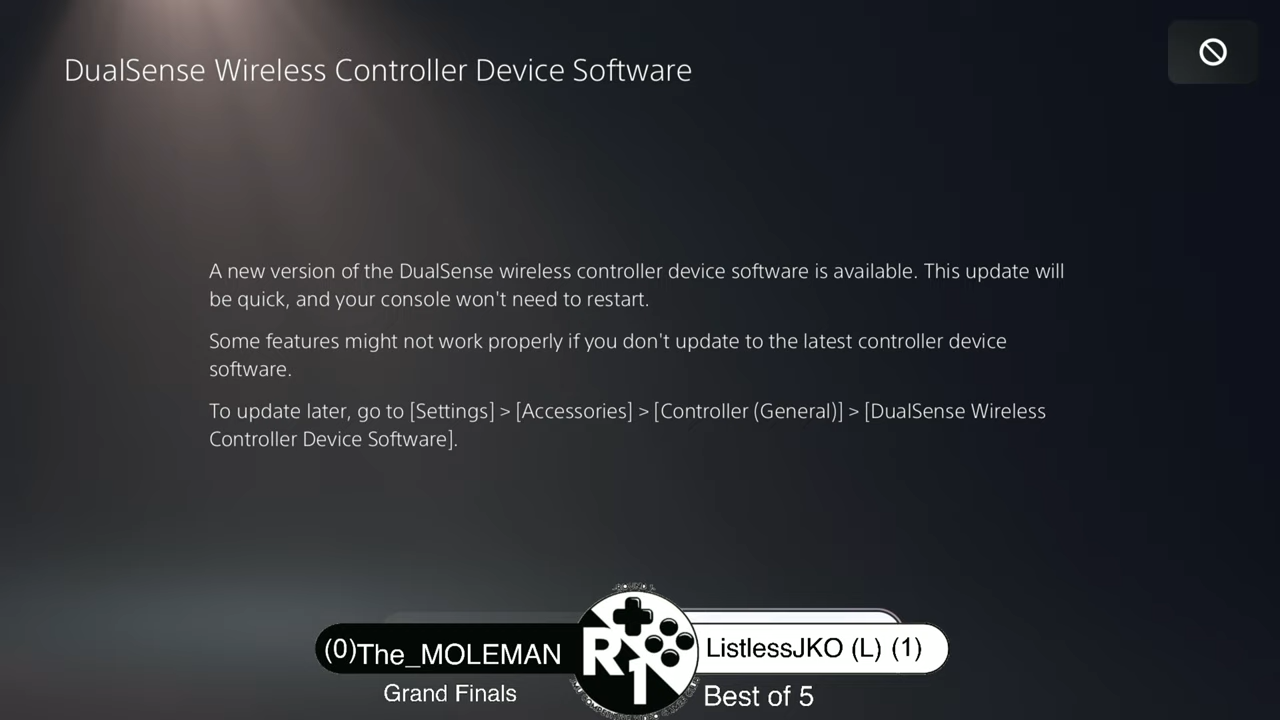 DualSense Wireless Controller Device Software
A new version of the DualSense wireless controller device software is available. This update will
be quick, and your console won't need to restart.
Some features might not work properly if you don't update to the latest controller device
software.
To update later, go to [Settings] > [Accessories] > [Controller (General)] > [DualSense Wireless
Controller Device Software].
(0)The_MOLEMAN
R1
ListlessJKO (L) (1)
Grand Finals
Best of 5